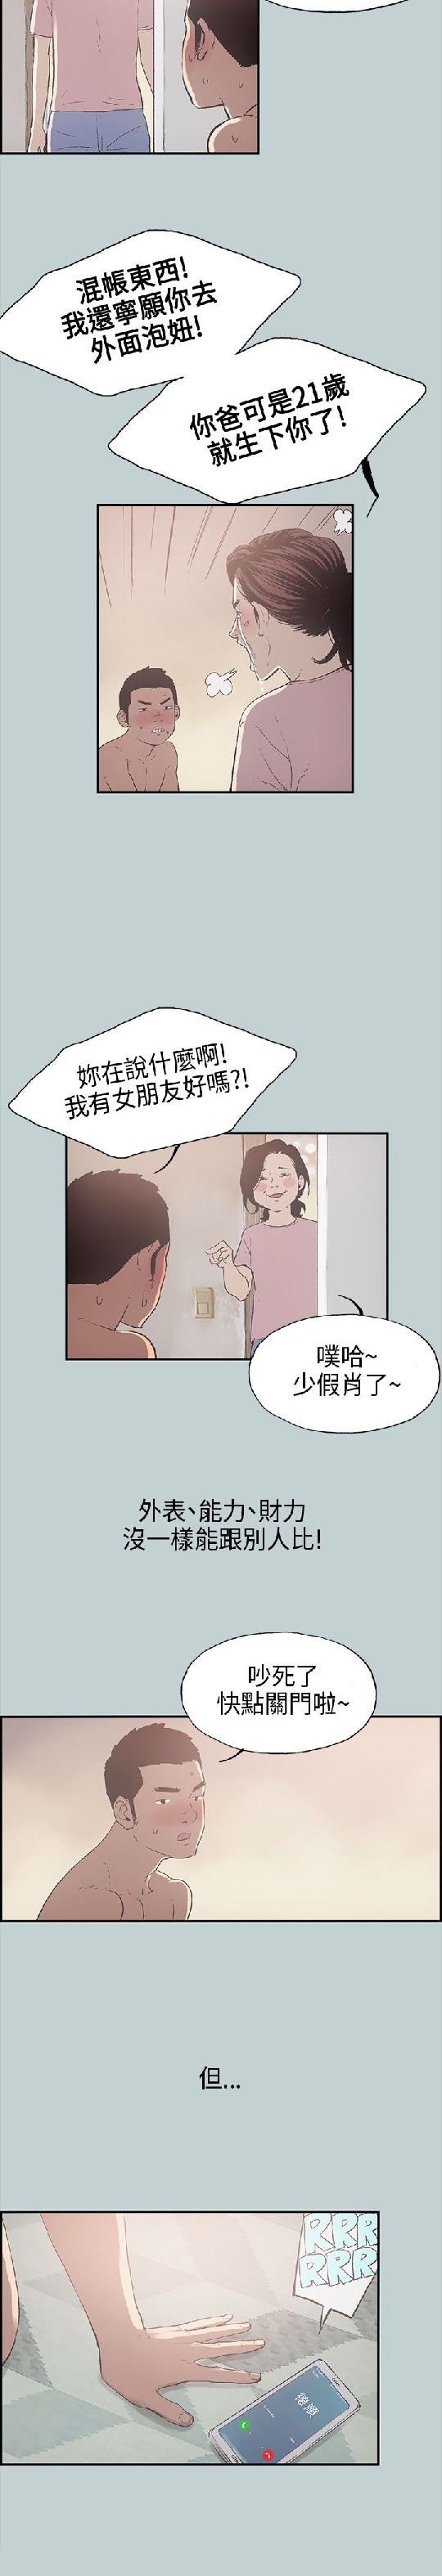 混帳東西!
我還寧願你去
外面泡妞!
你爸可是21歲
就生下你了!
妳在說什麼啊!
我有女朋友好嗎?!
噗哈~
少假肖了~
外表、能力、財力
沒一樣能跟別人比!
吵死了
快點關門啦~
但...
RRR
RRR